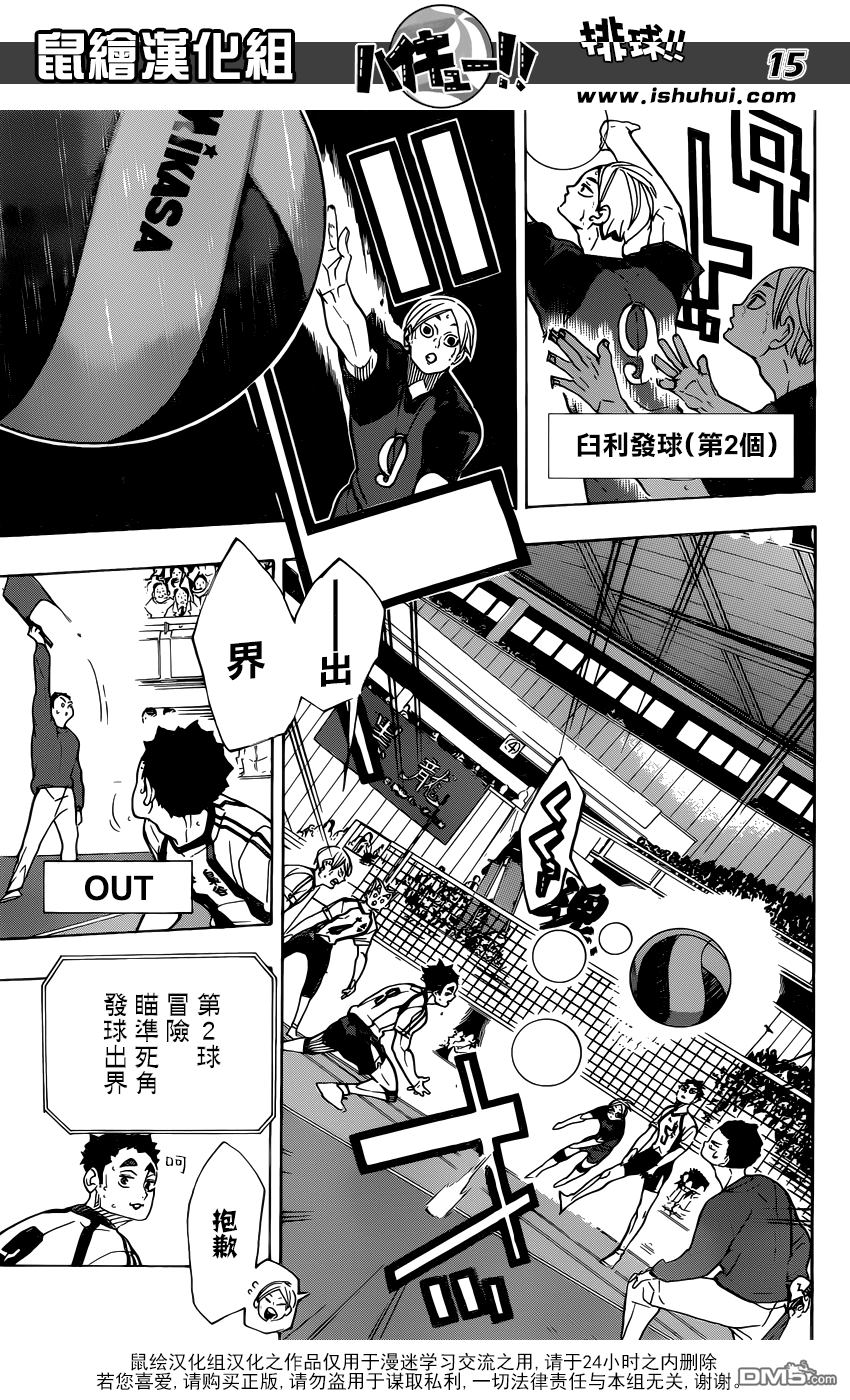 鼠繪漢化組
ハイキュー!!
排球!!
15
www.ishuhui.com
9
臼利發球(第2個)
MIKASA
9
出
界
OUT
龍
④
第2球
冒險
瞄準死角
發球出界
呵
抱歉
鼠绘汉化组汉化之作品仅用于漫迷学习交流之用, 请于24小时之内删除
若您喜爱, 请购买正版, 请勿盗用于谋取私利, 一切法律责任与本组无关, 谢谢。
DM5.com